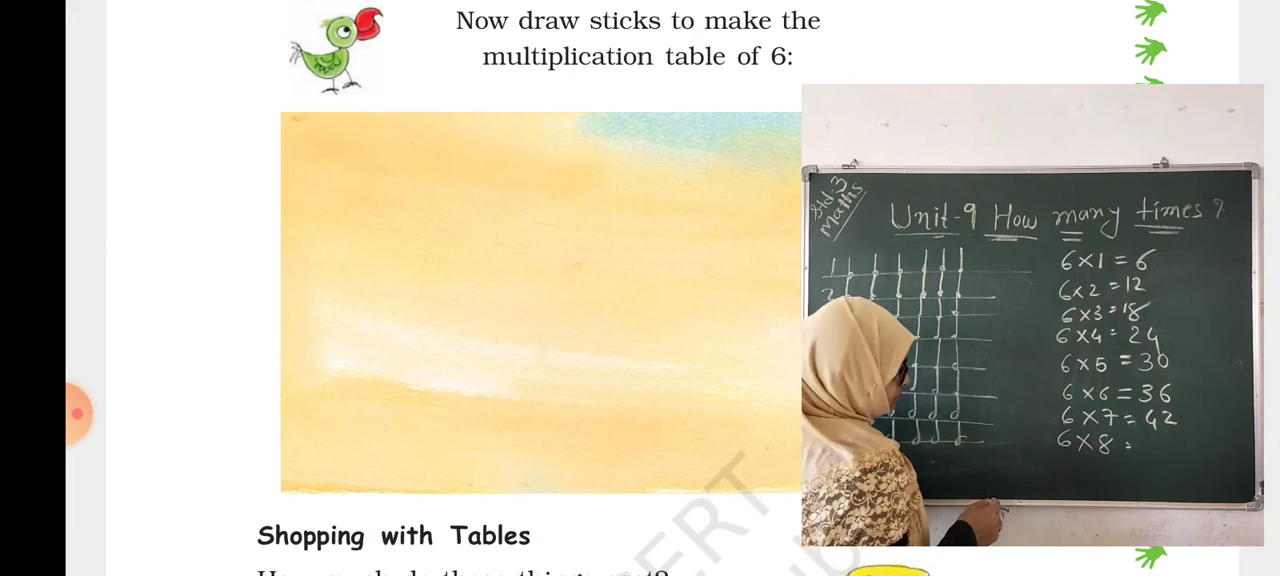 Now draw sticks to make the
multiplication table of 6:
Std-3
Maths
Unit-9 How many times ?
1
2
6×1=6
6×2=12
6×3=18
6×4=24
6×5=30
6×6=36
6×7=42
6×8=
Shopping with Tables